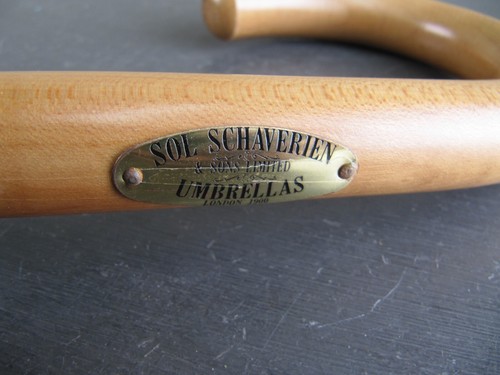 SOL SCHAVERIEN
& SONS LIMITED
UMBRELLAS
LONDON 1900